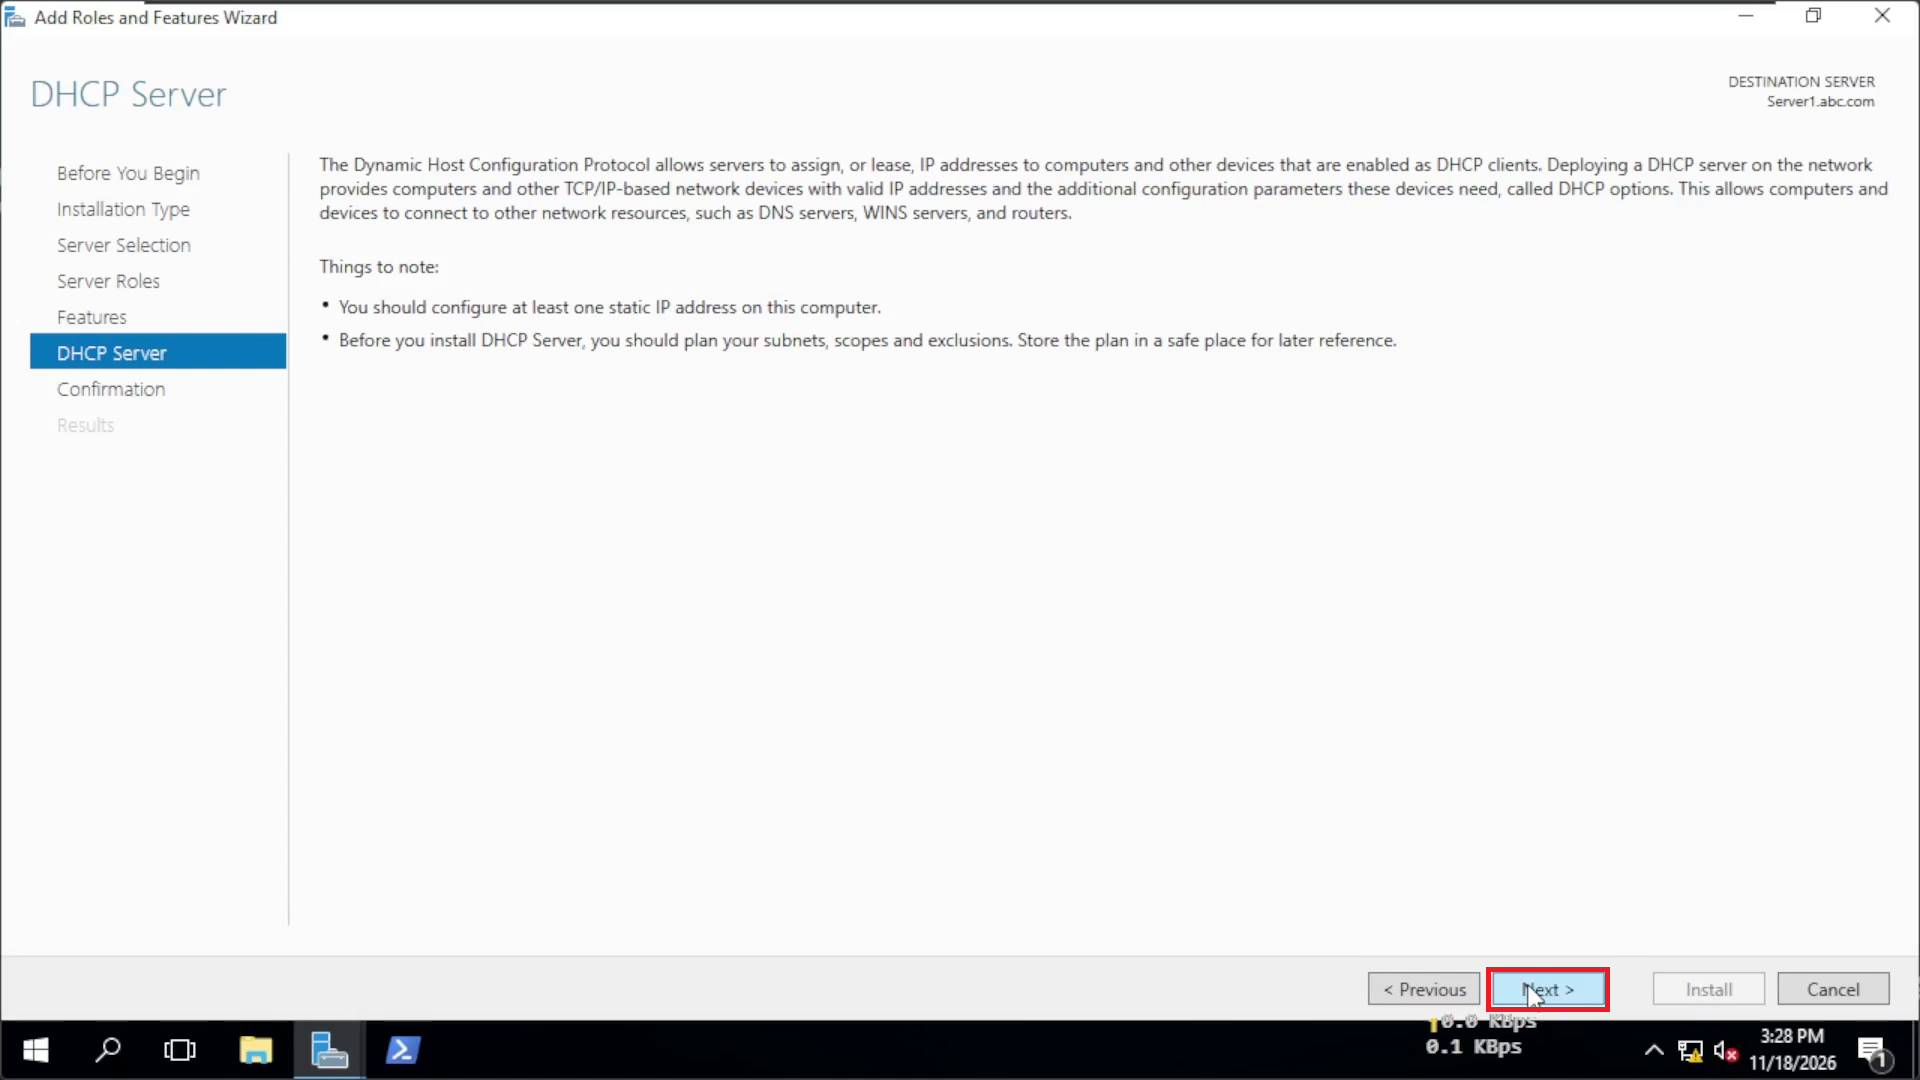 Add Roles and Features Wizard
DHCP Server
DESTINATION SERVER
Server1.abc.com
Before You Begin
Installation Type
Server Selection
Server Roles
Features
DHCP Server
Confirmation
Results
The Dynamic Host Configuration Protocol allows servers to assign, or lease, IP addresses to computers and other devices that are enabled as DHCP clients. Deploying a DHCP server on the network
provides computers and other TCP/IP-based network devices with valid IP addresses and the additional configuration parameters these devices need, called DHCP options. This allows computers and
devices to connect to other network resources, such as DNS servers, WINS servers, and routers.
Things to note:
• You should configure at least one static IP address on this computer.
• Before you install DHCP Server, you should plan your subnets, scopes and exclusions. Store the plan in a safe place for later reference.
< Previous
Next >
Install
Cancel
0.0 KBps
0.1 KBps
3:28 PM
11/18/2026
1